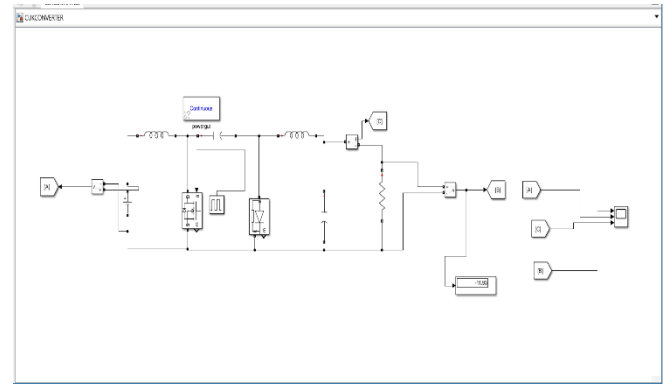 CUKCONVERTER
Continuous
powergui
[C]
[A]
[B]
[A]
[C]
[B]